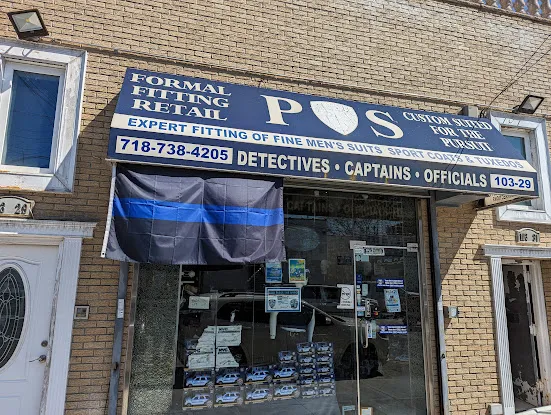 FORMAL
FITTING
RETAIL
P S
CUSTOM SUITED
FOR THE
PURSUIT
EXPERT FITTING OF FINE MEN'S SUITS SPORT COATS & TUXEDOS
718-738-4205
DETECTIVES • CAPTAINS • OFFICIALS
103-29